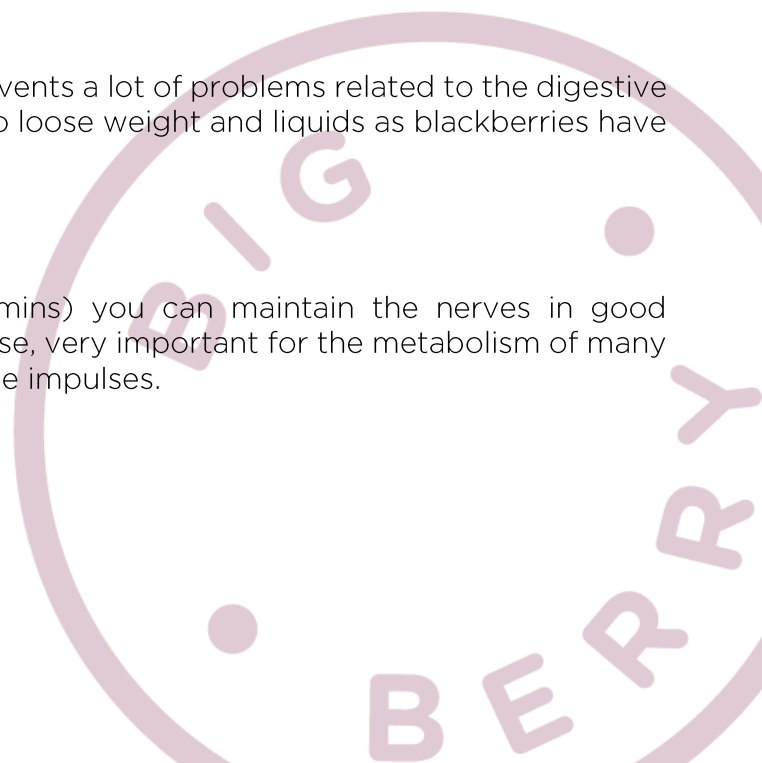 vents a lot of problems related to the digestive
o loose weight and liquids as blackberries have
mins) you can maintain the nerves in good
se, very important for the metabolism of many
e impulses.
BIG
BERRY